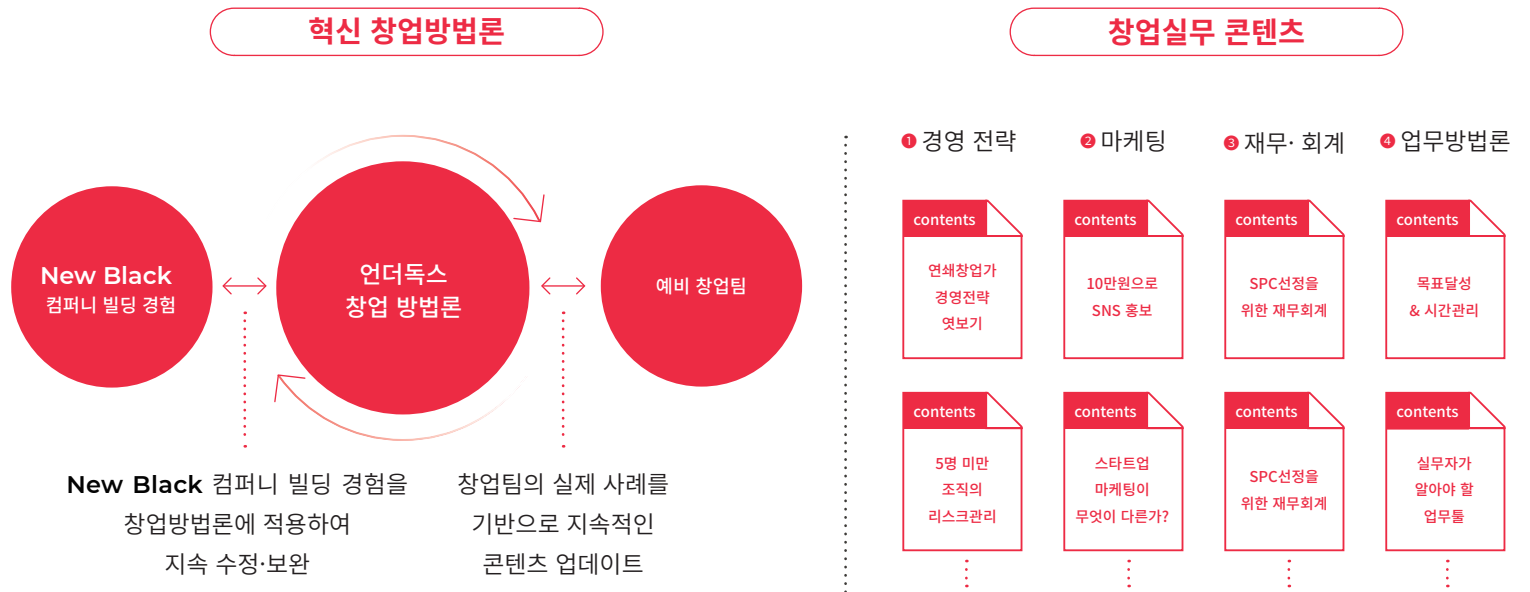 혁신 창업방법론
New Black
컴퍼니 빌딩 경험
언더독스
창업 방법론
예비 창업팀
New Black 컴퍼니 빌딩 경험을
창업방법론에 적용하여
지속 수정·보완
창업팀의 실제 사례를
기반으로 지속적인
콘텐츠 업데이트
창업실무 콘텐츠
1 경영 전략
2 마케팅
3 재무· 회계
4 업무방법론
contents
연쇄창업가
경영전략
엿보기
contents
10만원으로
SNS 홍보
contents
SPC선정을
위한 재무회계
contents
목표달성
& 시간관리
contents
5명 미만
조직의
리스크관리
contents
스타트업
마케팅이
무엇이 다른가?
contents
SPC선정을
위한 재무회계
contents
실무자가
알아야 할
업무툴